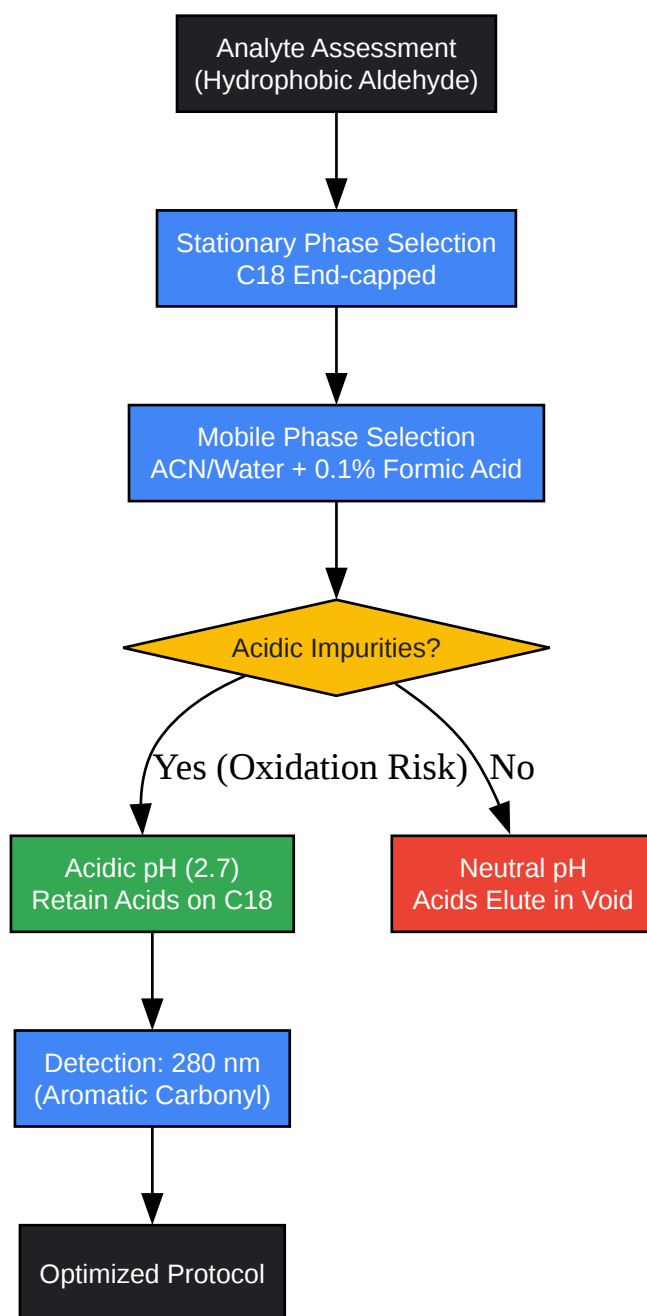 Analyte Assessment
(Hydrophobic Aldehyde)
Stationary Phase Selection
C18 End-capped
Mobile Phase Selection
ACN/Water + 0.1% Formic Acid
Acidic Impurities?
Yes (Oxidation Risk)
No
Acidic pH (2.7)
Retain Acids on C18
Neutral pH
Acids Elute in Void
Detection: 280 nm
(Aromatic Carbonyl)
Optimized Protocol